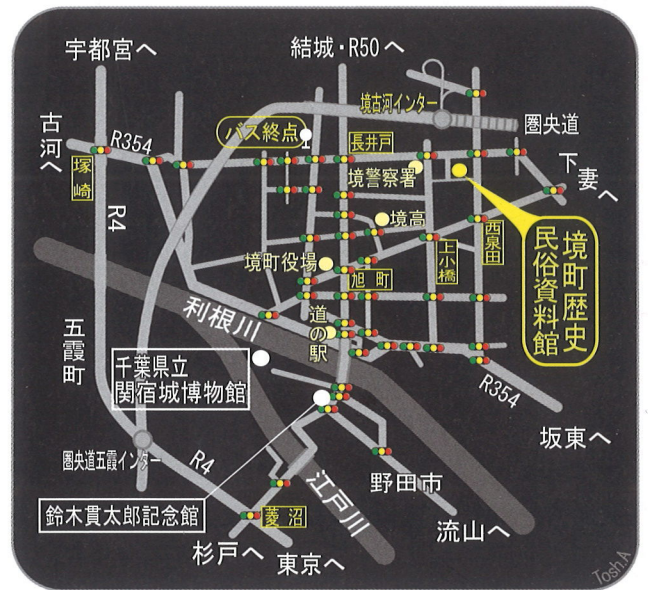 宇都宮へ
結城・R50へ
境古河インター
圏央道
古河へ
R354
バス終点
長井戸
下妻へ
塚崎
境警察署
R4
境高
西泉田
境町歴史
民俗資料館
上小橋
境町役場
旭町
利根川
道の駅
五霞町
千葉県立
関宿城博物館
R354
坂東へ
圏央道五霞インター
R4
江戸川
野田市
鈴木貫太郎記念館
菱沼
流山へ
杉戸へ
東京へ
Tosh.A